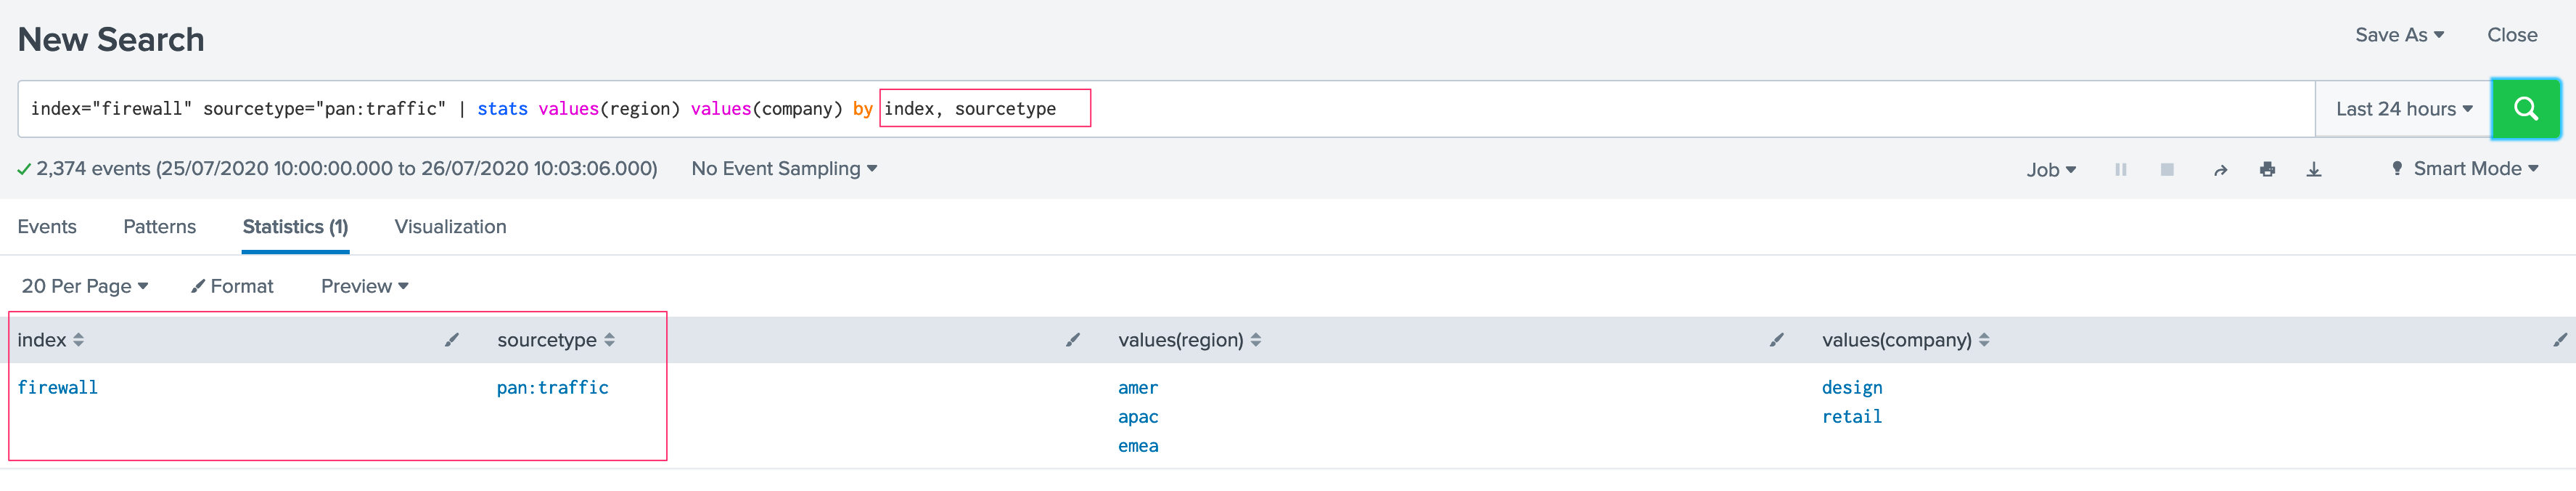 New Search
Save As Close
index="firewall" sourcetype="pan:traffic" | stats values(region) values(company) by index, sourcetype
Last 24 hours
2,374 events (25/07/2020 10:00:00.000 to 26/07/2020 10:03:06.000) No Event Sampling Job Smart Mode
Events Patterns Statistics (1) Visualization
20 Per Page Format Preview
index sourcetype values(region) values(company)
firewall pan:traffic amer design
apac retail
emea